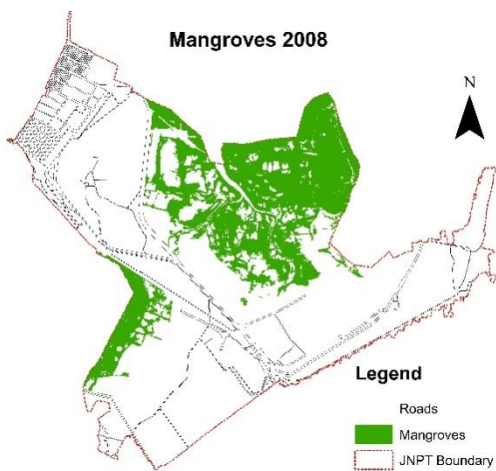 Mangroves 2008
N
Legend
Roads
Mangroves
JNPT Boundary